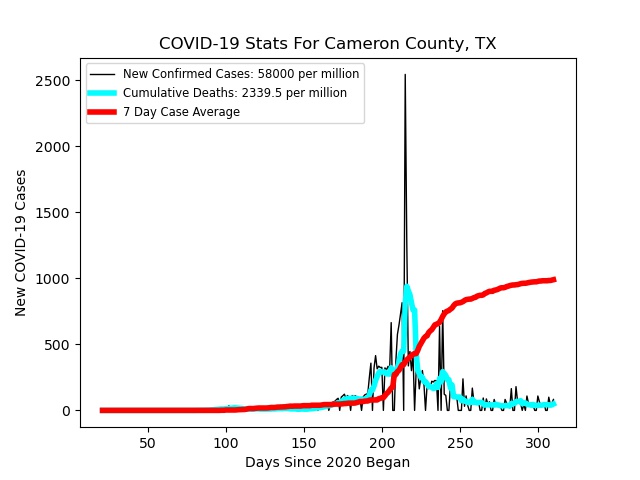 COVID-19 Stats For Cameron County, TX
New Confirmed Cases: 58000 per million
Cumulative Deaths: 2339.5 per million
7 Day Case Average
2500
2000
1500
1000
500
0
New COVID-19 Cases
50 100 150 200 250 300
Days Since 2020 Began